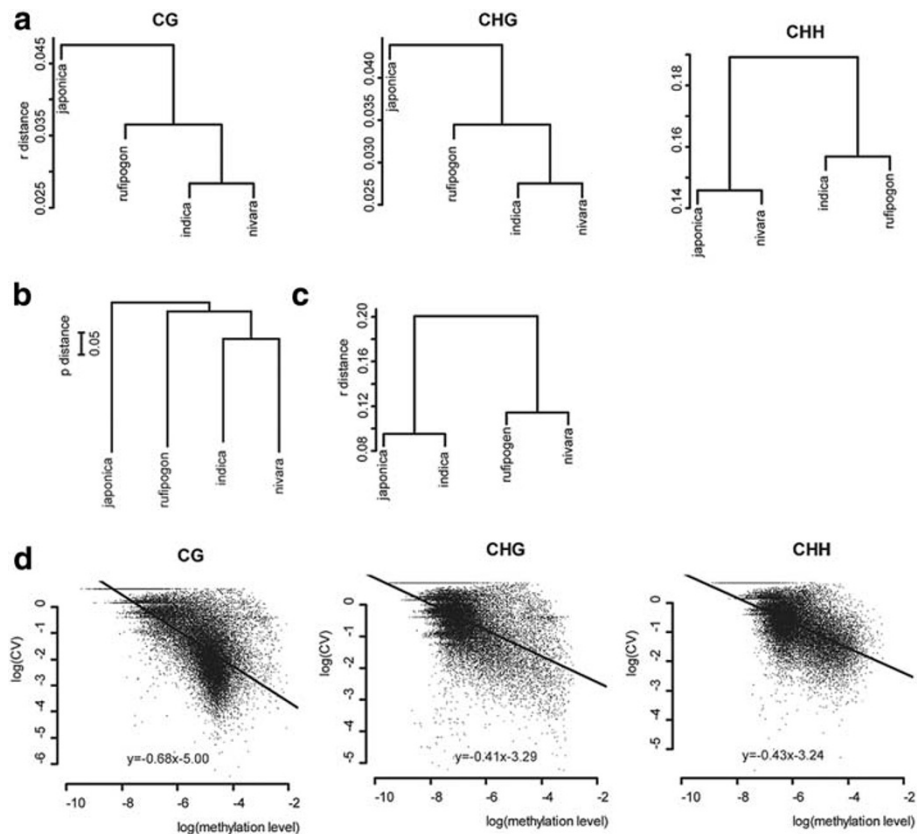 a
CG
CHG
CHH
r distance
0.045
0.035
0.025
japonica
rufipogon
indica
nivara
0.040
0.035
0.030
0.025
japonica
rufipogon
indica
nivara
0.18
0.16
0.14
japonica
nivara
indica
rufipogon
b
p distance
0.05
japonica
rufipogon
indica
nivara
c
r distance
0.20
0.16
0.12
0.08
japonica
indica
rufipogen
nivara
d
CG
CHG
CHH
log(CV)
0
-1
-2
-3
-4
-5
-6
y=-0.68x-5.00
-10
-8
-6
-4
-2
log(methylation level)
log(CV)
0
-1
-2
-3
-4
-5
y=-0.41x-3.29
-10
-8
-6
-4
-2
log(methylation level)
log(CV)
0
-1
-2
-3
-4
-5
y=-0.43x-3.24
-10
-8
-6
-4
-2
log(methylation level)